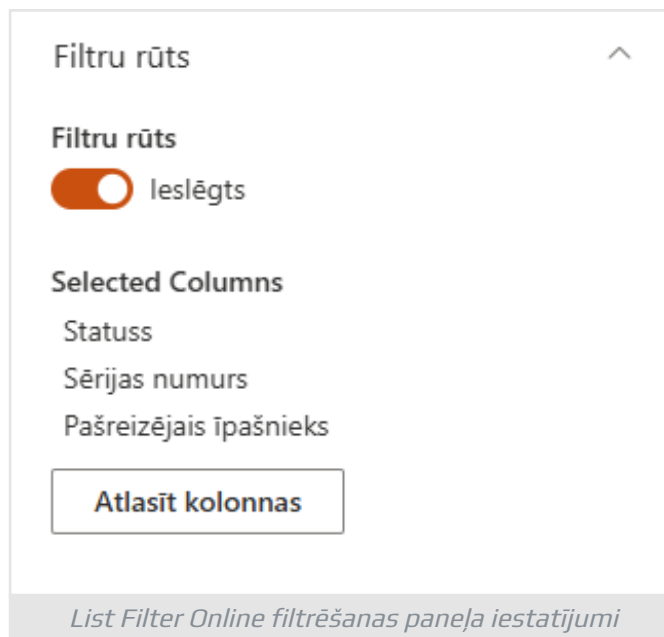 Filtru rūts
Filtru rūts
Ieslēgts
Selected Columns
Statuss
Sērijas numurs
Pašreizējais īpašnieks
Atlasīt kolonnas
List Filter Online filtrēšanas paneļa iestatījumi